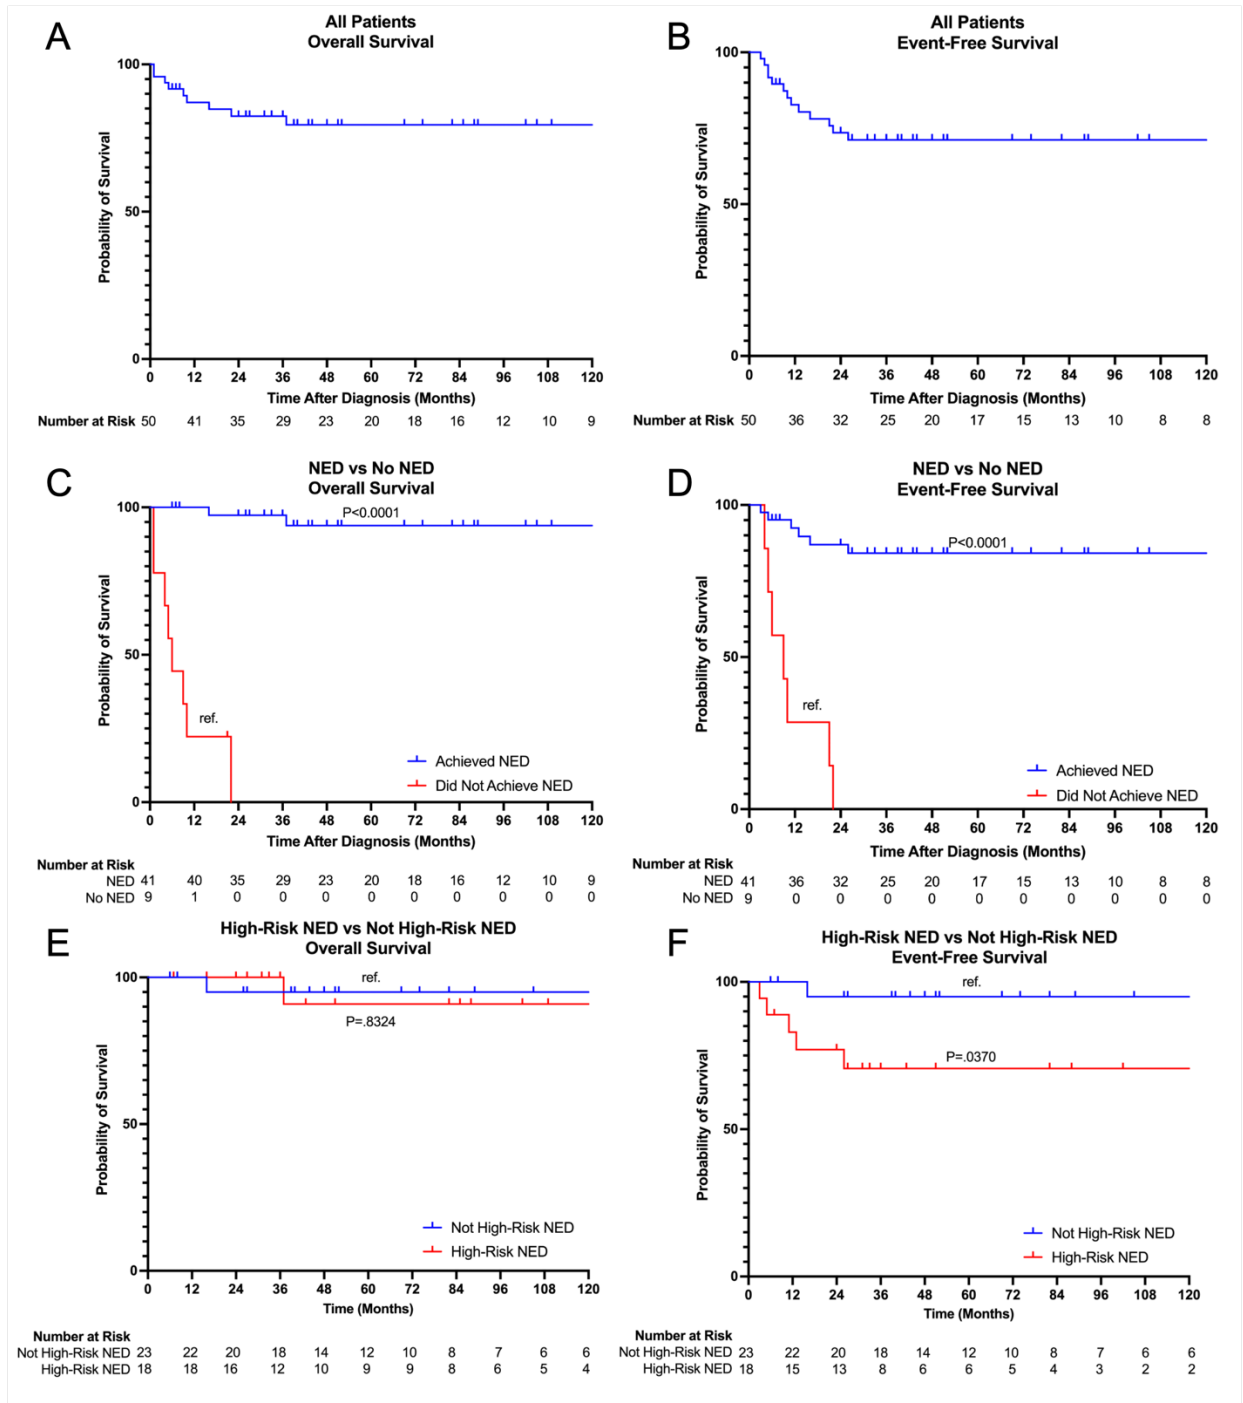 A
All Patients
Overall Survival
Probability of Survival
100
50
0
0 12 24 36 48 60 72 84 96 108 120
Time After Diagnosis (Months)
Number at Risk 50 41 35 29 23 20 18 16 12 10 9
B
All Patients
Event-Free Survival
Probability of Survival
100
50
0
0 12 24 36 48 60 72 84 96 108 120
Time After Diagnosis (Months)
Number at Risk 50 36 32 25 20 17 15 13 10 8 8
C
NED vs No NED
Overall Survival
Probability of Survival
100
50
0
P<0.0001
ref.
Achieved NED
Did Not Achieve NED
0 12 24 36 48 60 72 84 96 108 120
Time After Diagnosis (Months)
Number at Risk
NED 41 40 35 29 23 20 18 16 12 10 9
No NED 9 1 0 0 0 0 0 0 0 0 0
D
NED vs No NED
Event-Free Survival
Probability of Survival
100
50
0
P<0.0001
ref.
Achieved NED
Did Not Achieve NED
0 12 24 36 48 60 72 84 96 108 120
Time After Diagnosis (Months)
Number at Risk
NED 41 36 32 25 20 17 15 13 10 8 8
No NED 9 0 0 0 0 0 0 0 0 0 0
E
High-Risk NED vs Not High-Risk NED
Overall Survival
Probability of Survival
100
50
0
ref.
P=.8324
Not High-Risk NED
High-Risk NED
0 12 24 36 48 60 72 84 96 108 120
Time (Months)
Number at Risk
Not High-Risk NED 23 22 20 18 14 12 10 8 7 6 6
High-Risk NED 18 18 16 12 10 9 9 8 6 5 4
F
High-Risk NED vs Not High-Risk NED
Event-Free Survival
Probability of Survival
100
50
0
ref.
P=.0370
Not High-Risk NED
High-Risk NED
0 12 24 36 48 60 72 84 96 108 120
Time (Months)
Number at Risk
Not High-Risk NED 23 22 20 18 14 12 10 8 7 6 6
High-Risk NED 18 15 13 8 6 6 5 4 3 2 2